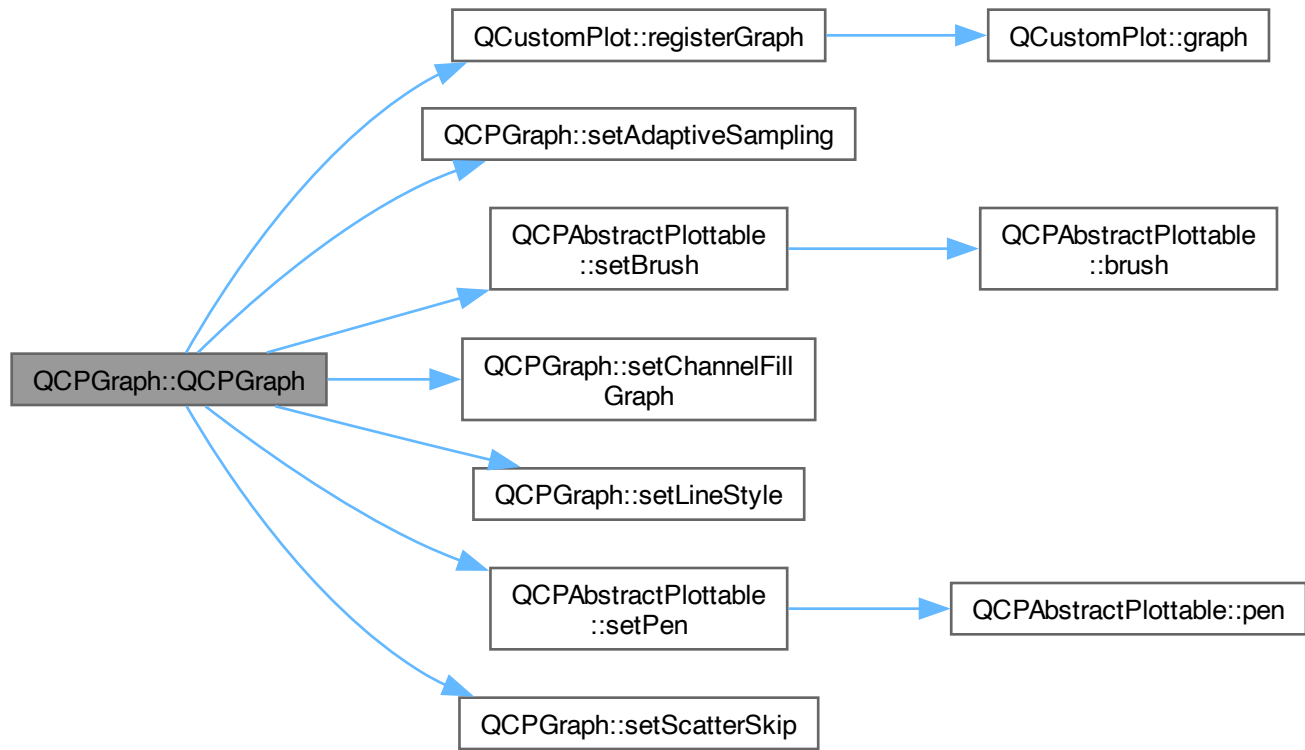 QCustomPlot::registerGraph
QCustomPlot::graph
QCPGraph::setAdaptiveSampling
QCPAbstractPlottable
::setBrush
QCPAbstractPlottable
::brush
QCPGraph::QCPGraph
QCPGraph::setChannelFill
Graph
QCPGraph::setLineStyle
QCPAbstractPlottable
::setPen
QCPAbstractPlottable::pen
QCPGraph::setScatterSkip